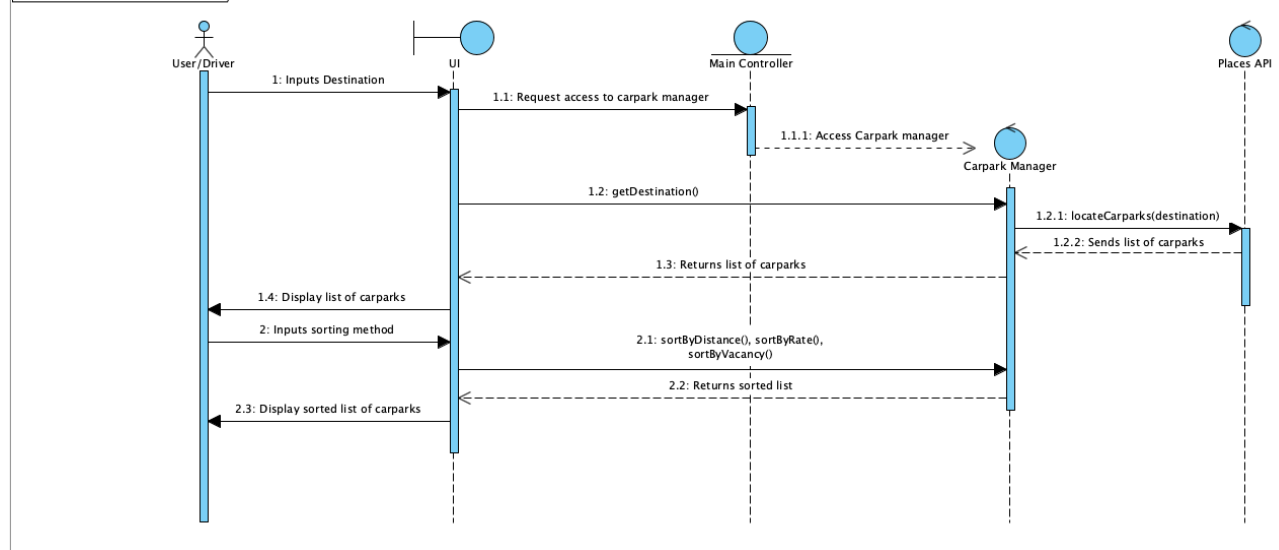 User/Driver
UI
Main Controller
Places API
1: Inputs Destination
1.1: Request access to carpark manager
1.1.1: Access Carpark manager
Carpark Manager
1.2: getDestination()
1.2.1: locateCarparks(destination)
1.2.2: Sends list of carparks
1.3: Returns list of carparks
1.4: Display list of carparks
2: Inputs sorting method
2.1: sortByDistance(), sortByRate(),
sortByVacancy()
2.2: Returns sorted list
2.3: Display sorted list of carparks